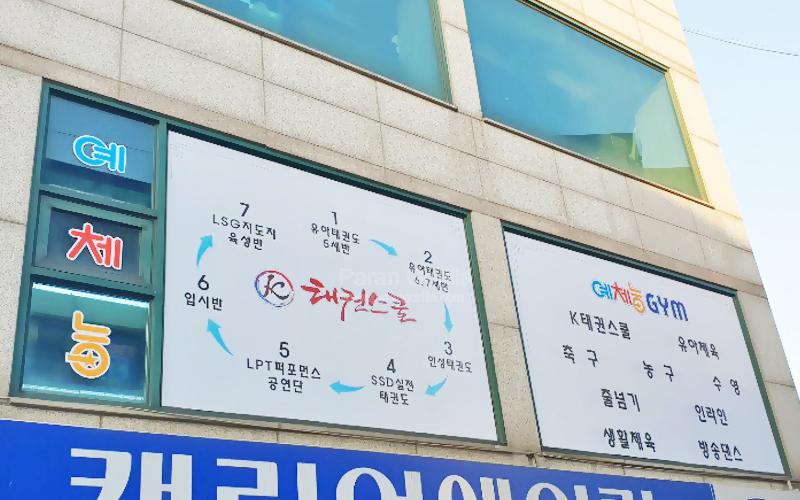 예
체
능
7
LSG지도자
육성반
1
유아태권도
5세반
2
유아태권도
6.7세반
6
입시반
K 태권스쿨
3
인성태권도
5
LPT퍼포먼스
공연단
4
SSD실전
태권도
예체능GYM
K태권스쿨 유아체육
축구 농구 수영
줄넘기 인라인
생활체육 방송댄스